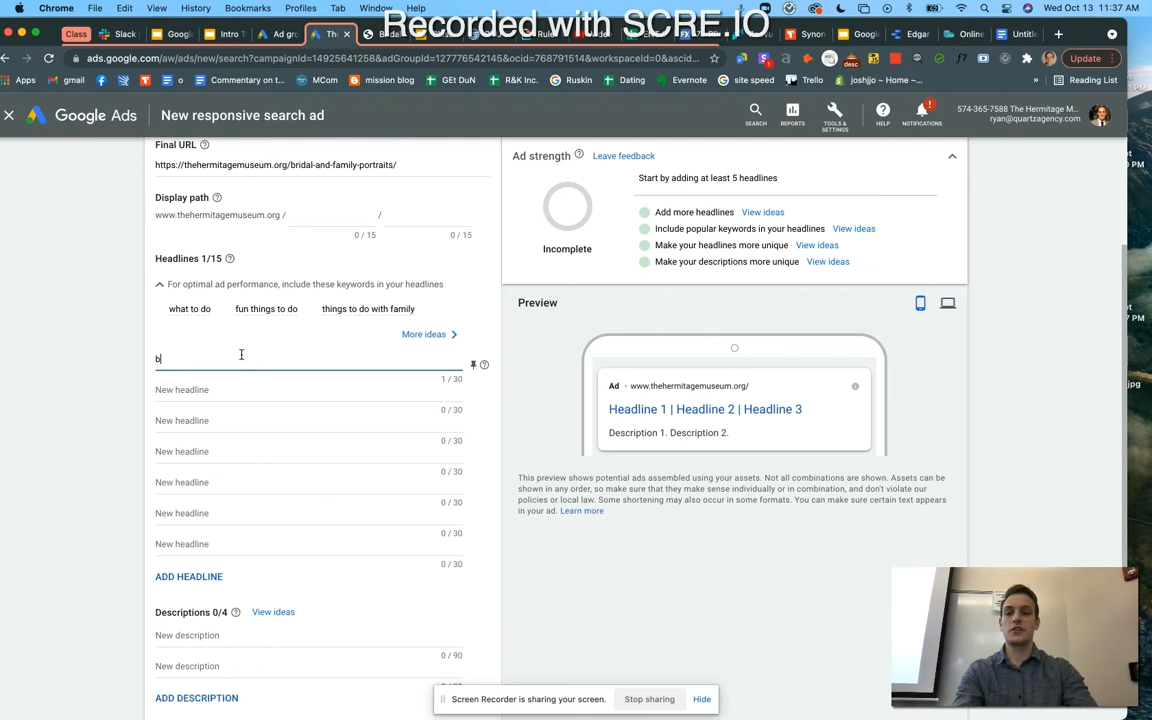 Recorded with SCRE.IO
Chrome File Edit View History Bookmarks Profiles Tab Window Help
Wed Oct 13 11:37 AM
Class Slack Google Intro T Ad gro The Google Edgar Online Untitle
ads.google.com/aw/ads/new/search?campaignId=14925641258&adGroupId=127776542145&ocid=768791514&workspaceId=0&ascid...
Update
Apps gmail o Commentary on t... MCom mission blog GEt DuN R&K Inc. Ruskin Dating Evernote site speed Trello joshjjo ~ Home ~... » Reading List
Google Ads New responsive search ad
SEARCH REPORTS TOOLS & SETTINGS HELP NOTIFICATIONS
574-365-7588 The Hermitage M...
ryan@quartzagency.com
Final URL
https://thehermitagemuseum.org/bridal-and-family-portraits/
Display path
www.thehermitagemuseum.org / /
0 / 15 0 / 15
Headlines 1/15
For optimal ad performance, include these keywords in your headlines
what to do fun things to do things to do with family
More ideas
b
1 / 30
New headline
0 / 30
New headline
0 / 30
New headline
0 / 30
New headline
0 / 30
New headline
0 / 30
New headline
0 / 30
ADD HEADLINE
Descriptions 0/4 View ideas
New description
0 / 90
New description
ADD DESCRIPTION
Ad strength Leave feedback
Incomplete
Start by adding at least 5 headlines
Add more headlines View ideas
Include popular keywords in your headlines View ideas
Make your headlines more unique View ideas
Make your descriptions more unique View ideas
Preview
Ad · www.thehermitagemuseum.org/
Headline 1 | Headline 2 | Headline 3
Description 1. Description 2.
This preview shows potential ads assembled using your assets. Not all combinations are shown. Assets can be
shown in any order, so make sure that they make sense individually or in combination, and don't violate our
policies or local law. Some shortening may also occur in some formats. You can make sure certain text appears
in your ad. Learn more
Screen Recorder is sharing your screen. Stop sharing Hide